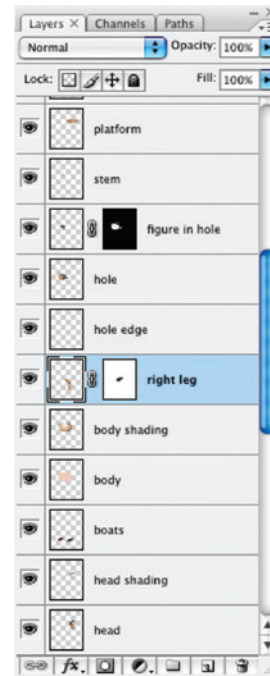 Layers × Channels Paths
Normal Opacity: 100%
Lock: Fill: 100%
platform
stem
figure in hole
hole
hole edge
right leg
body shading
body
boats
head shading
head
fx.